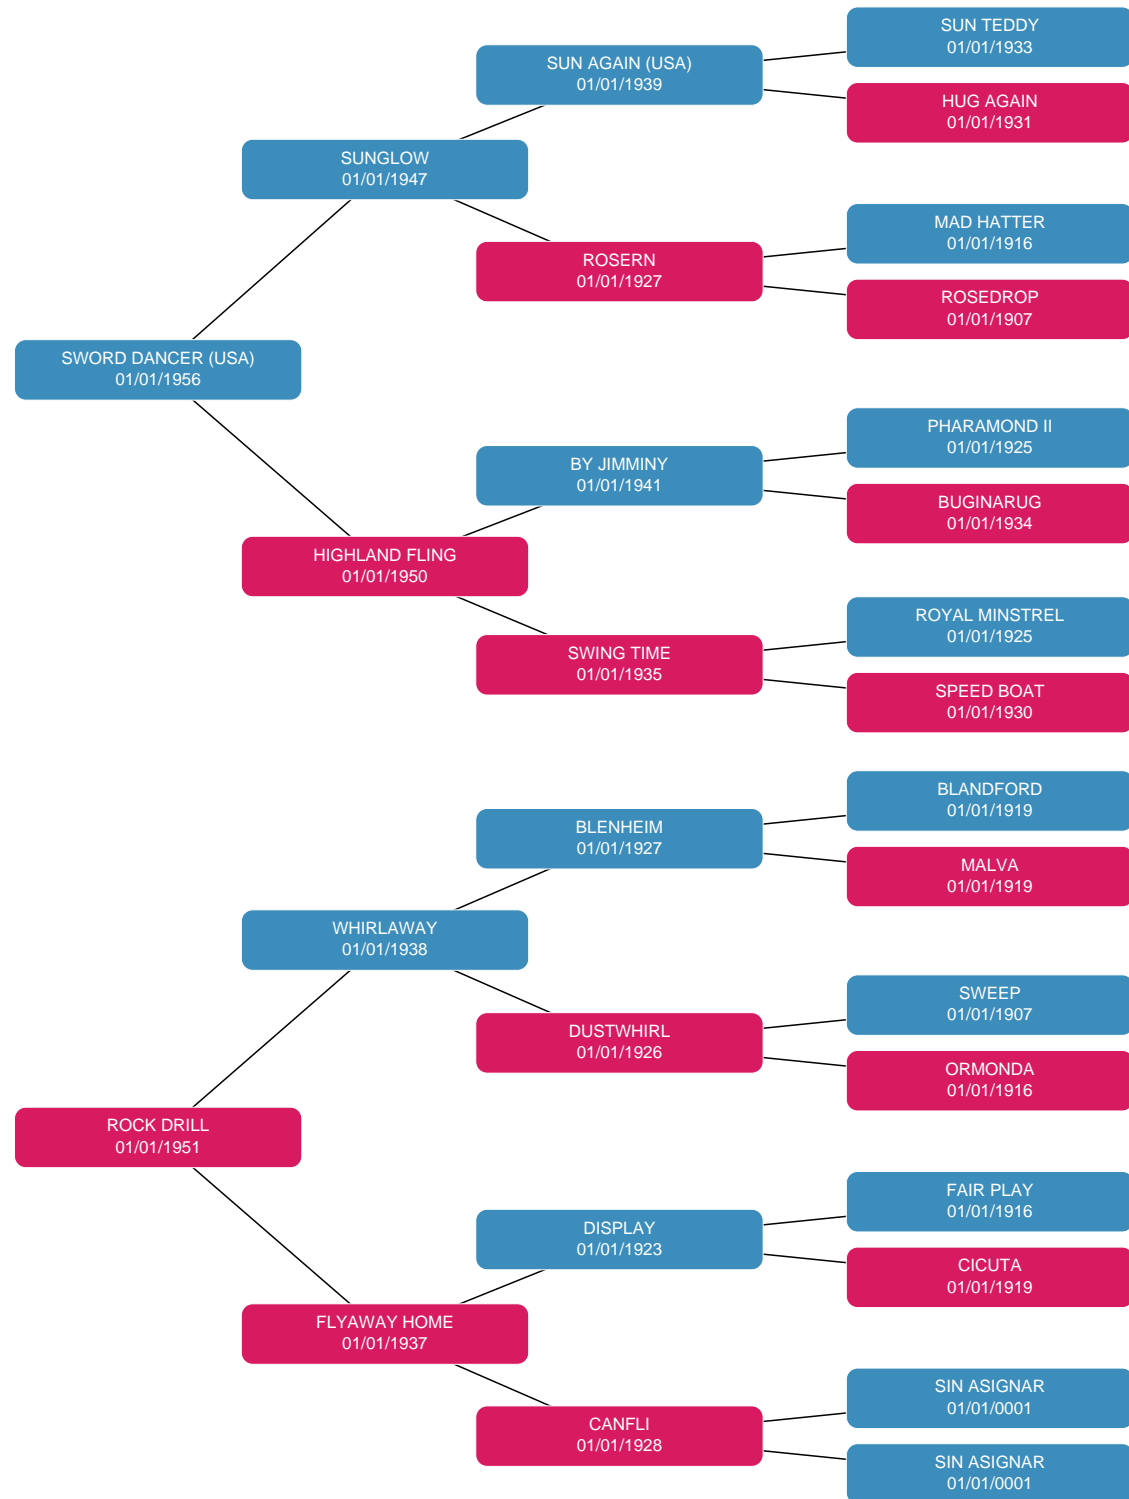 SUN TEDDY
01/01/1933
SUN AGAIN (USA)
01/01/1939
HUG AGAIN
01/01/1931
SUNGLOW
01/01/1947
MAD HATTER
01/01/1916
ROSERN
01/01/1927
ROSEDROP
01/01/1907
SWORD DANCER (USA)
01/01/1956
PHARAMOND II
01/01/1925
BY JIMMINY
01/01/1941
BUGINARUG
01/01/1934
HIGHLAND FLING
01/01/1950
ROYAL MINSTREL
01/01/1925
SWING TIME
01/01/1935
SPEED BOAT
01/01/1930
BLANDFORD
01/01/1919
BLENHEIM
01/01/1927
MALVA
01/01/1919
WHIRLAWAY
01/01/1938
SWEEP
01/01/1907
DUSTWHIRL
01/01/1926
ORMONDA
01/01/1916
ROCK DRILL
01/01/1951
FAIR PLAY
01/01/1916
DISPLAY
01/01/1923
CICUTA
01/01/1919
FLYAWAY HOME
01/01/1937
SIN ASIGNAR
01/01/0001
CANFLI
01/01/1928
SIN ASIGNAR
01/01/0001